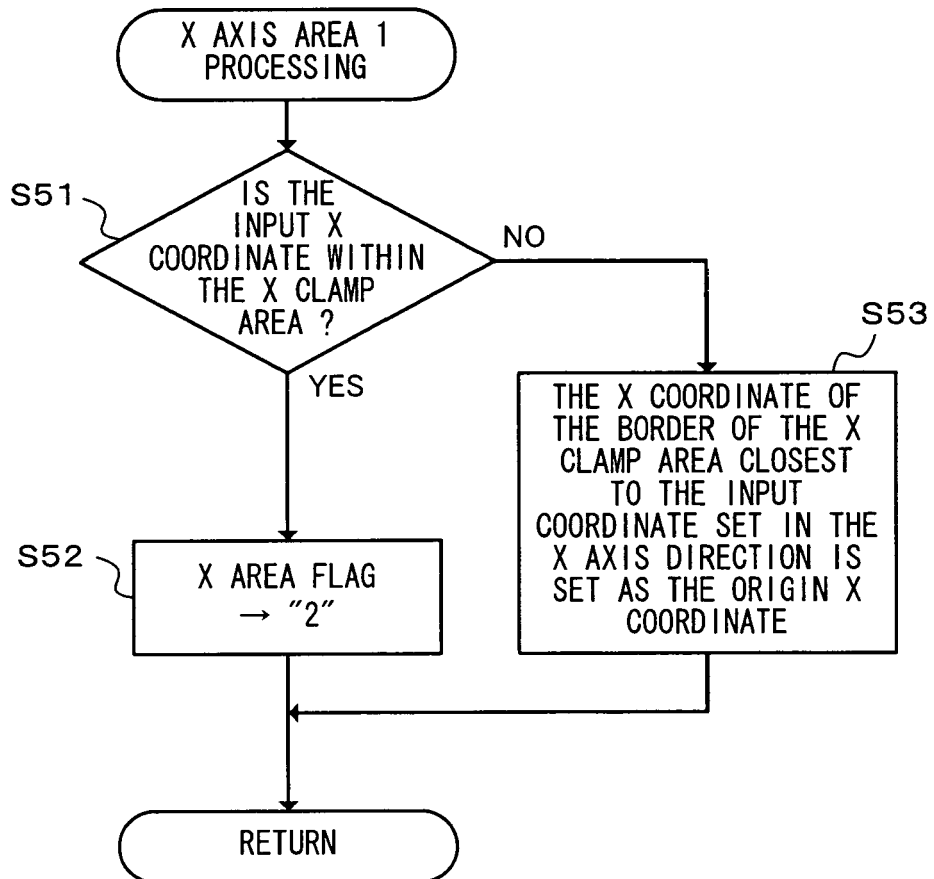 X AXIS AREA 1
PROCESSING
S51
IS THE
INPUT X
COORDINATE WITHIN
THE X CLAMP
AREA ?
NO
YES
S53
THE X COORDINATE OF
THE BORDER OF THE X
CLAMP AREA CLOSEST
TO THE INPUT
COORDINATE SET IN THE
X AXIS DIRECTION IS
SET AS THE ORIGIN X
COORDINATE
S52
X AREA FLAG
→ "2"
RETURN